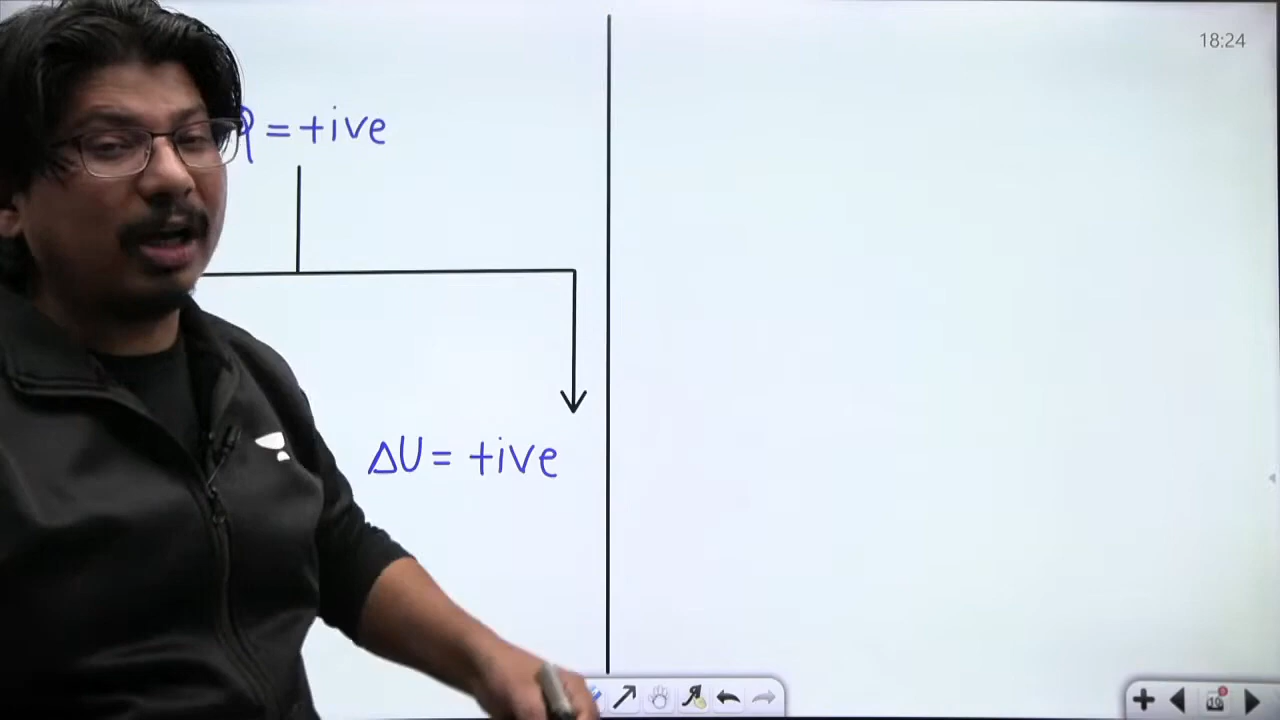 18:24
q = +ive
ΔU = +ive